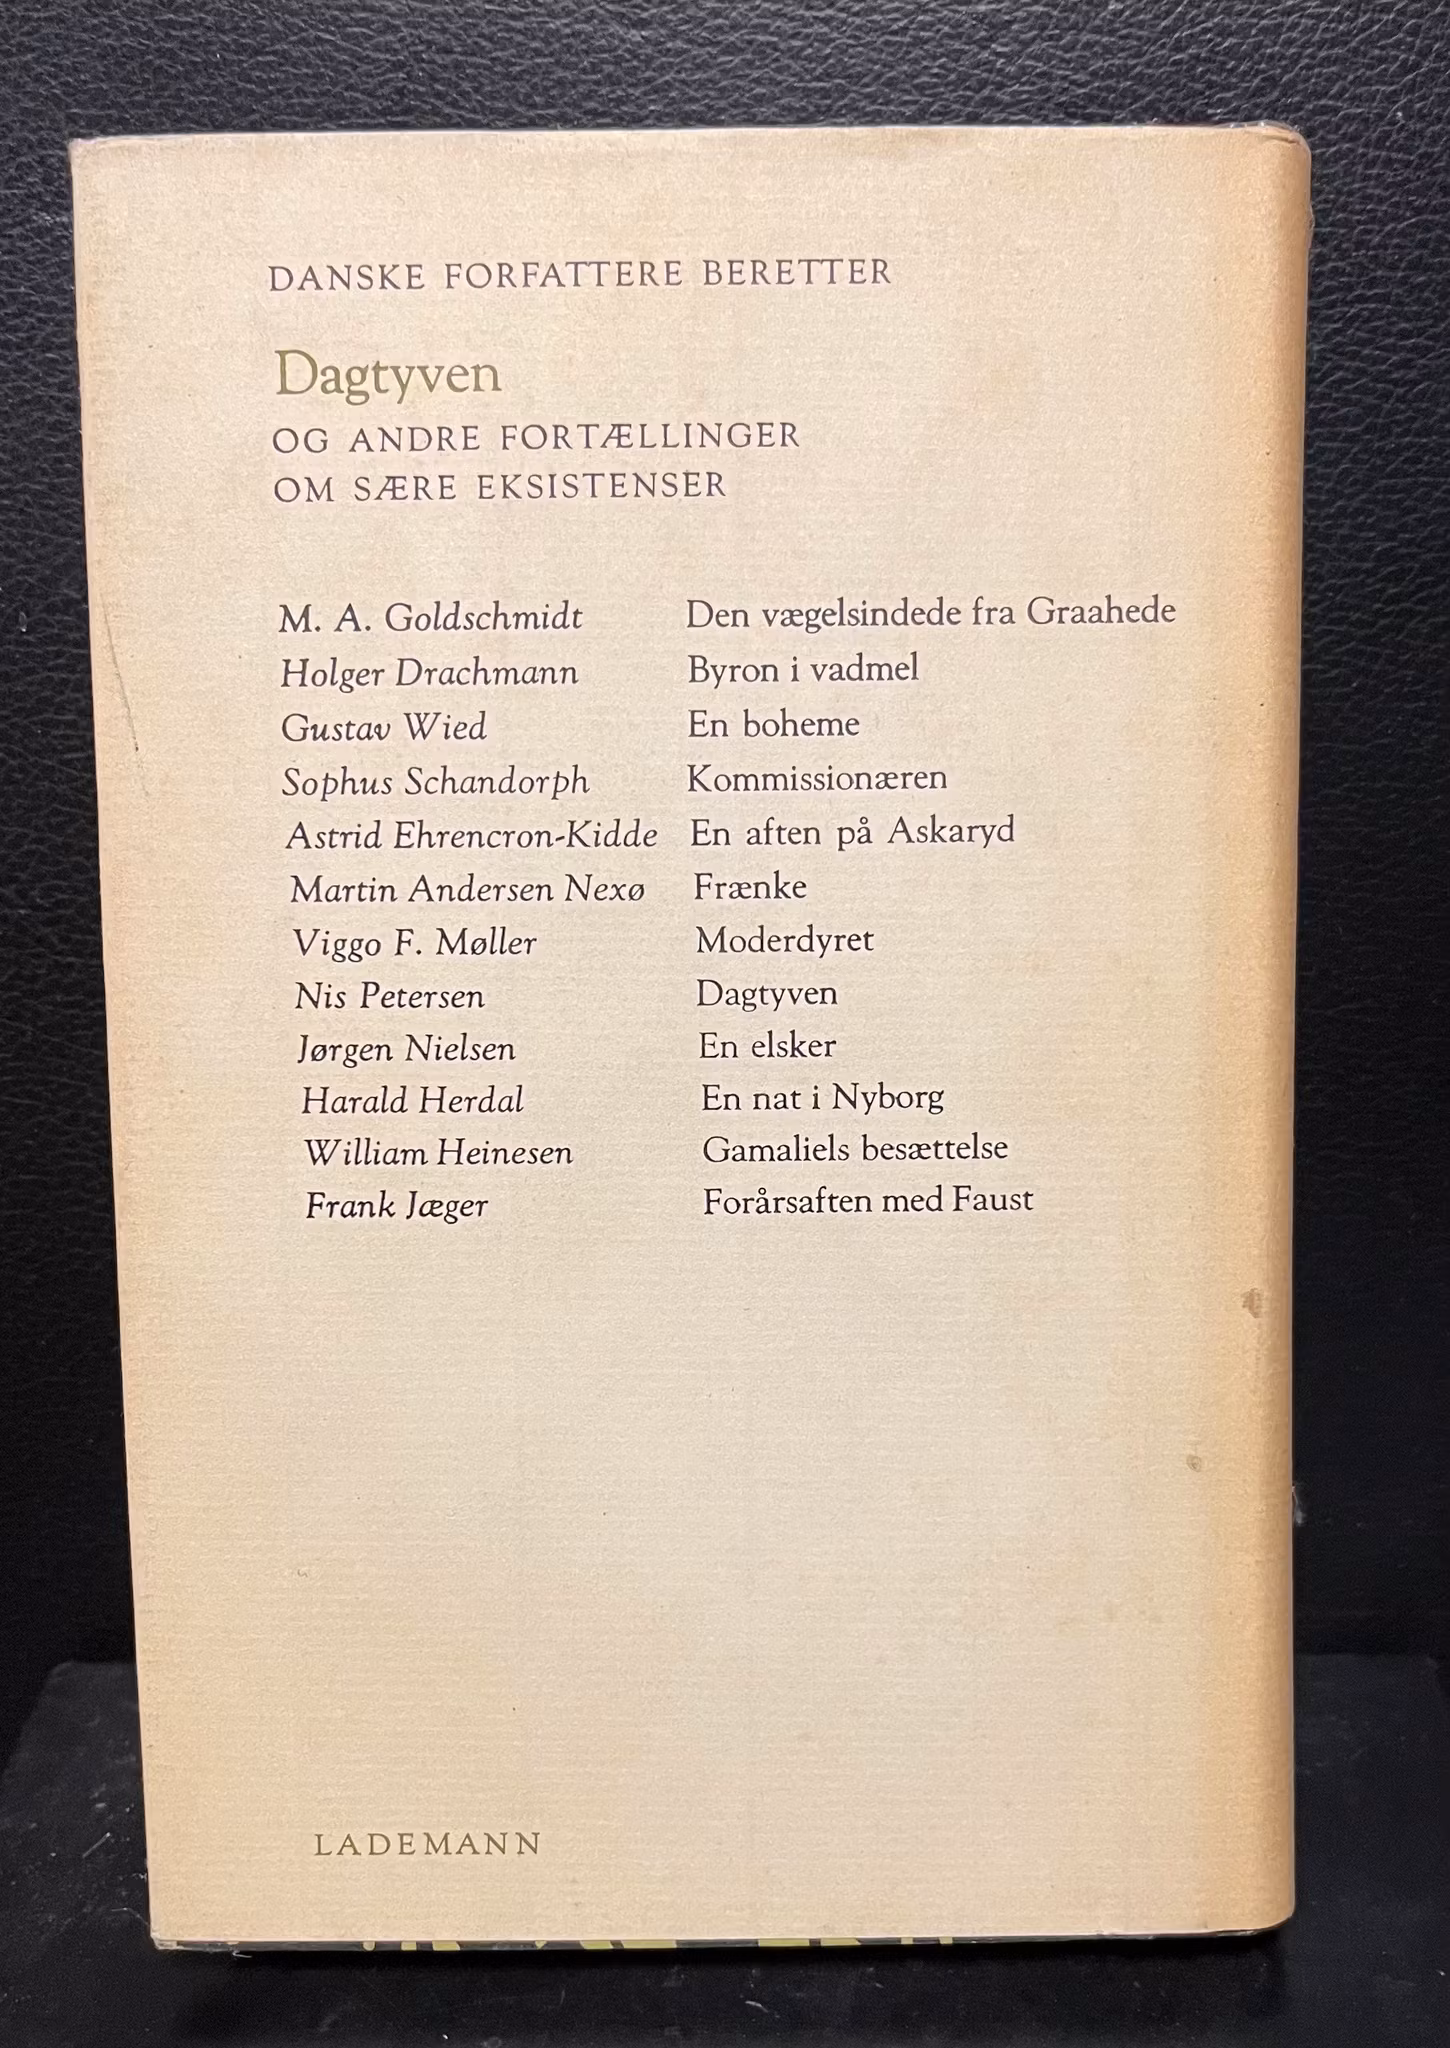 DANSKE FORFATTERE BERETTER
Dagtyven
OG ANDRE FORTÆLLINGER
OM SÆRE EKSISTENSER
M. A. Goldschmidt Den vægelsindede fra Graahede
Holger Drachmann Byron i vadmel
Gustav Wied En boheme
Sophus Schandorph Kommissionæren
Astrid Ehrencron-Kidde En aften på Askaryd
Martin Andersen Nexø Frænke
Viggo F. Møller Moderdyret
Nis Petersen Dagtyven
Jørgen Nielsen En elsker
Harald Herdal En nat i Nyborg
William Heinesen Gamaliels besættelse
Frank Jæger Forårsaften med Faust
LADEMANN